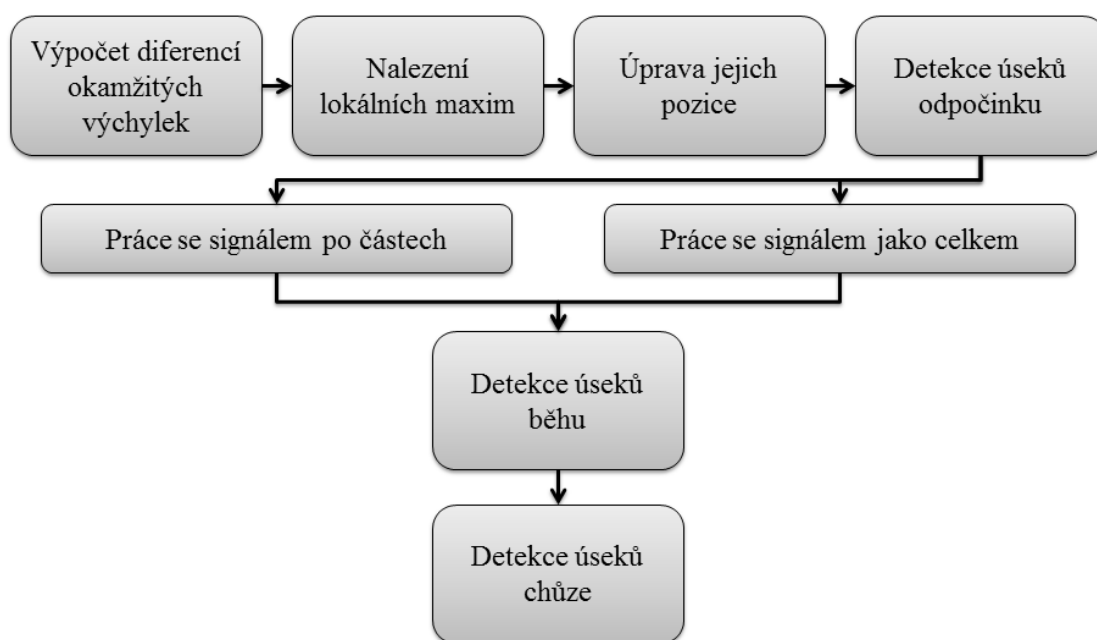 Výpočet diferencí
okamžitých
výchylek
Nalezení
lokálních maxim
Úprava jejich
pozice
Detekce úseků
odpočinku
Práce se signálem po částech
Práce se signálem jako celkem
Detekce úseků
běhu
Detekce úseků
chůze